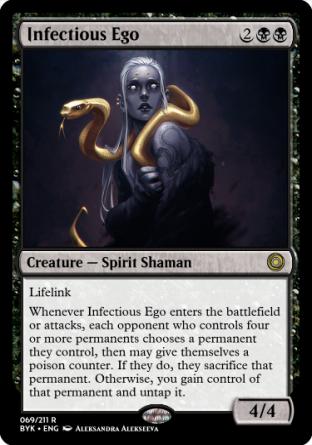 Infectious Ego 2
Creature — Spirit Shaman
Lifelink
Whenever Infectious Ego enters the battlefield
or attacks, each opponent who controls four
or more permanents chooses a permanent
they control, then may give themselves a
poison counter. If they do, they sacrifice that
permanent. Otherwise, you gain control of
that permanent and untap it.
4/4
069/211 R
BYK • ENG Aleksandra Alekseeva